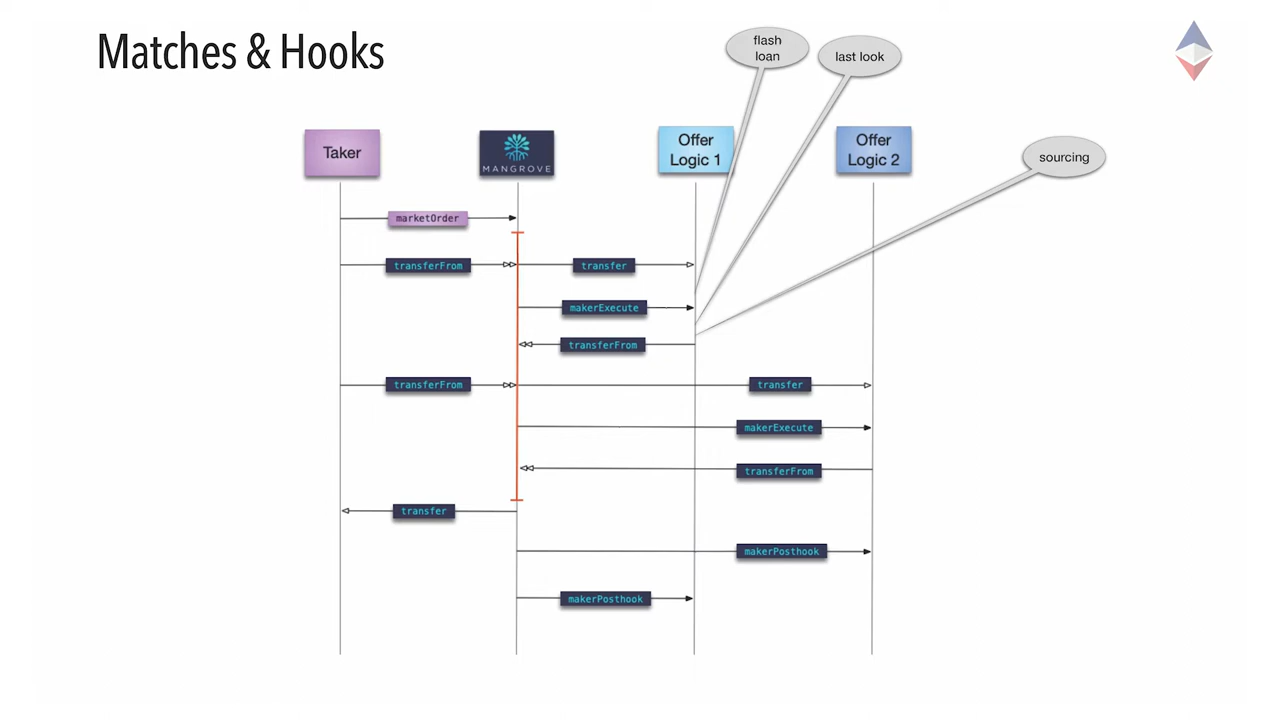 Matches & Hooks
flash
loan
last look
sourcing
Taker
MANGROVE
Offer
Logic 1
Offer
Logic 2
marketOrder
transferFrom
transfer
makerExecute
transferFrom
transferFrom
transfer
makerExecute
transferFrom
transfer
makerPosthook
makerPosthook